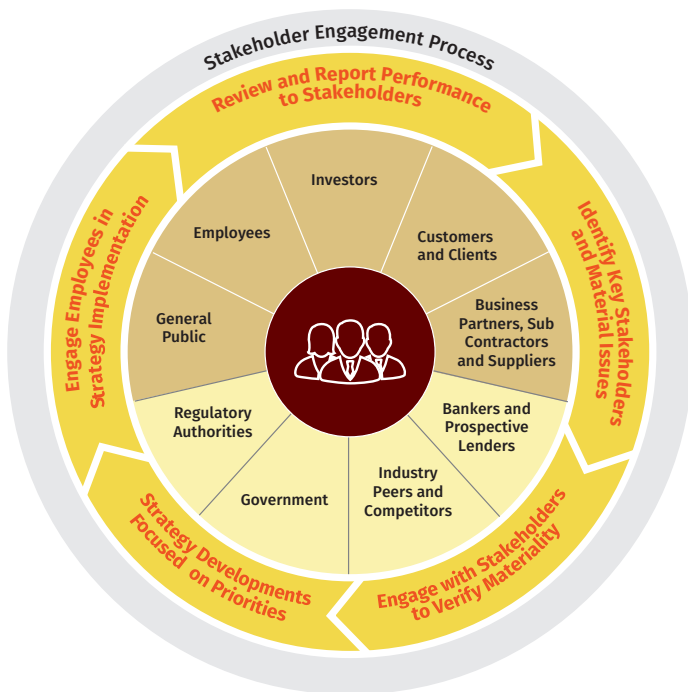 Stakeholder Engagement Process
Review and Report Performance
to Stakeholders
Identify Key Stakeholders
and Material Issues
Engage with Stakeholders
to Verify Materiality
Strategy Developments
Focused on Priorities
Engage Employees in
Strategy Implementation
Investors
Customers
and Clients
Business
Partners, Sub
Contractors
and Suppliers
Bankers and
Prospective
Lenders
Industry
Peers and
Competitors
Government
Regulatory
Authorities
General
Public
Employees